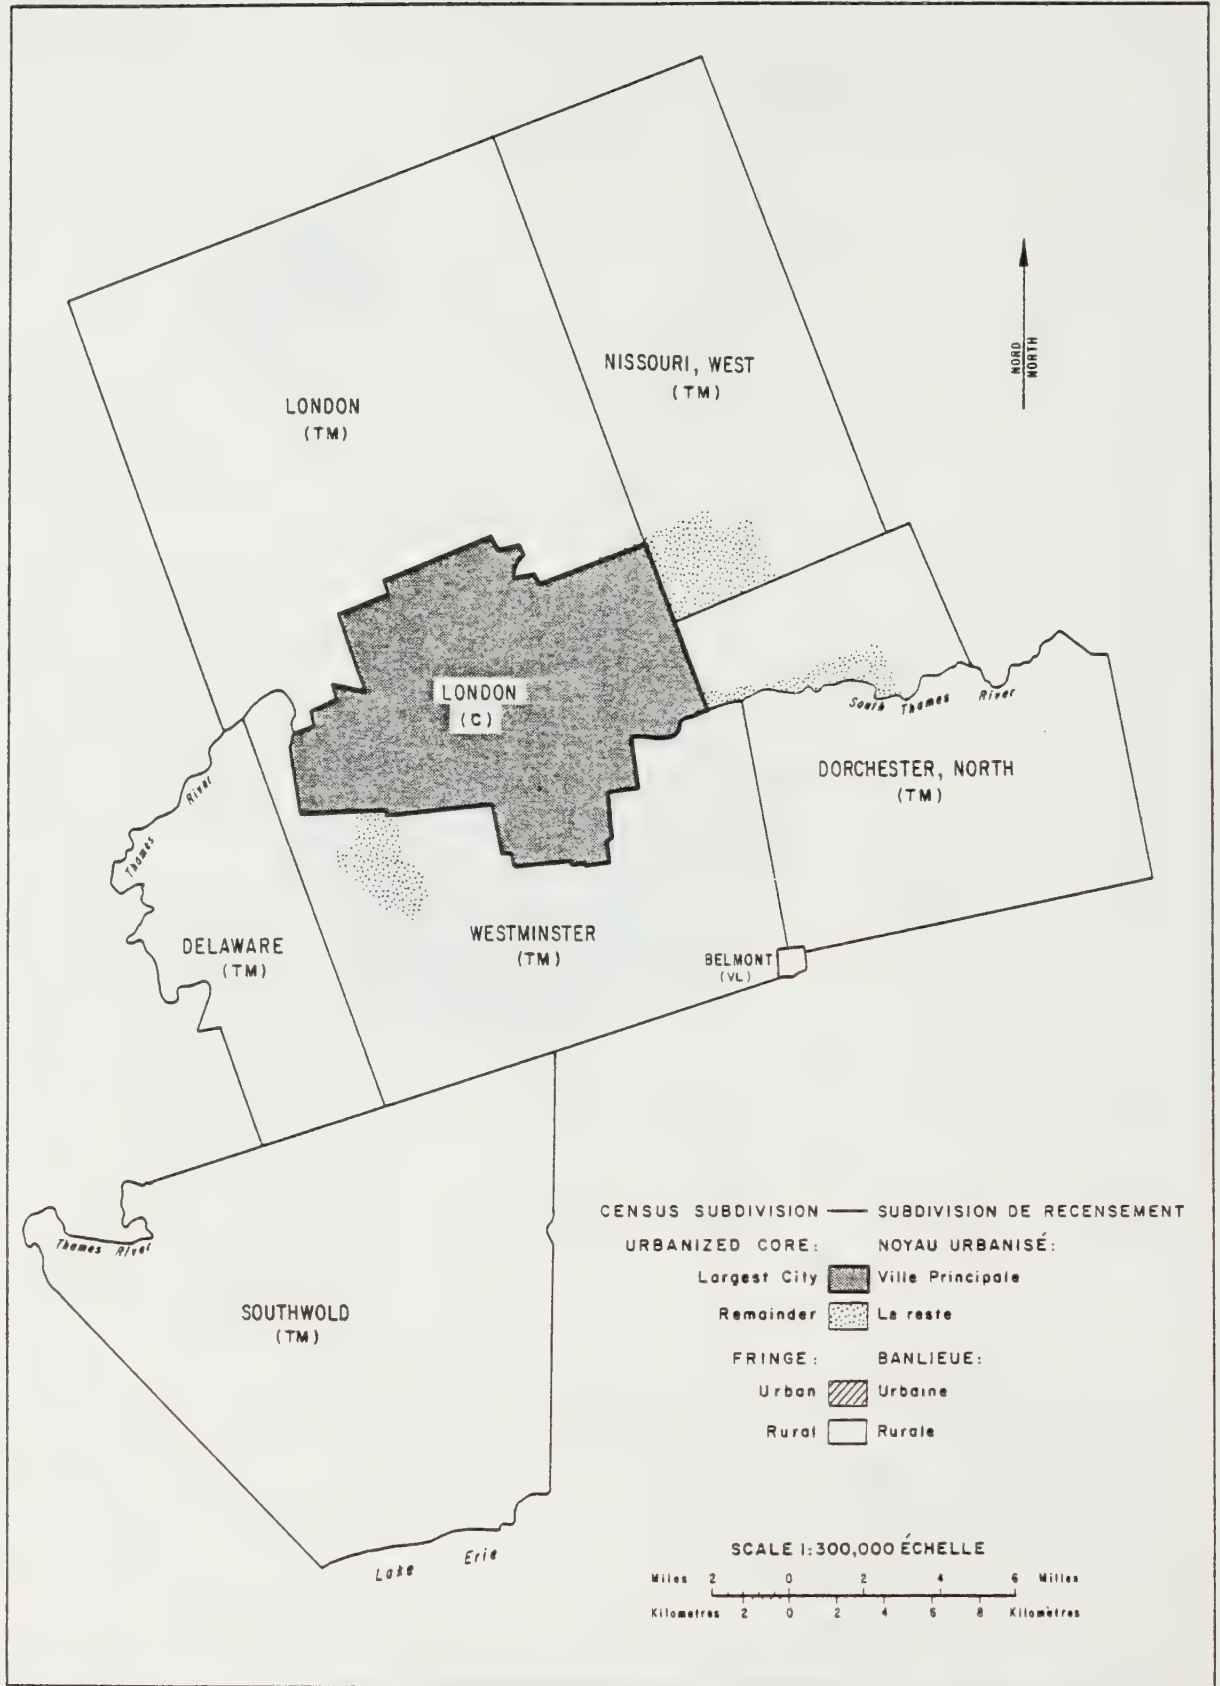 NISSOURI, WEST
(TM)
NORD
NORTH
LONDON
(TM)
LONDON
(C)
South Thames River
DORCHESTER, NORTH
(TM)
Thames River
DELAWARE
(TM)
WESTMINSTER
(TM)
BELMONT
(VL)
CENSUS SUBDIVISION — SUBDIVISION DE RECENSEMENT
URBANIZED CORE: NOYAU URBANISÉ:
Largest City Ville Principale
Remainder Le reste
FRINGE: BANLIEUE:
Urban Urbaine
Rural Rurale
Thames River
SOUTHWOLD
(TM)
Lake Erie
SCALE 1:300,000 ÉCHELLE
Miles 2 0 2 4 6 Milles
Kilometres 2 0 2 4 6 8 Kilomètres